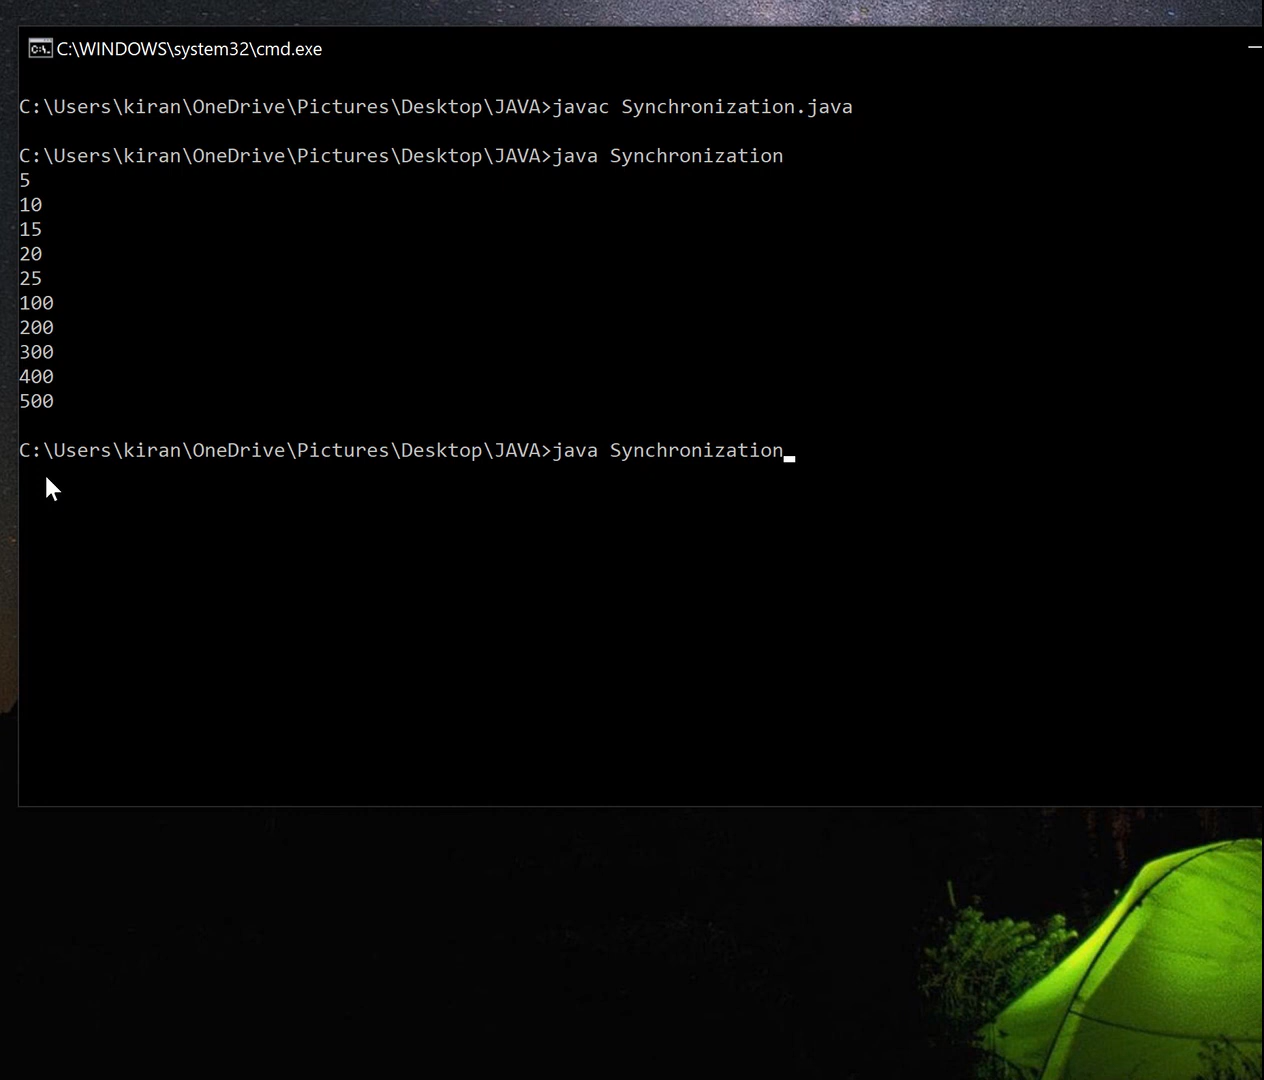 C:\WINDOWS\system32\cmd.exe
C:\Users\kiran\OneDrive\Pictures\Desktop\JAVA>javac Synchronization.java
C:\Users\kiran\OneDrive\Pictures\Desktop\JAVA>java Synchronization
5
10
15
20
25
100
200
300
400
500
C:\Users\kiran\OneDrive\Pictures\Desktop\JAVA>java Synchronization